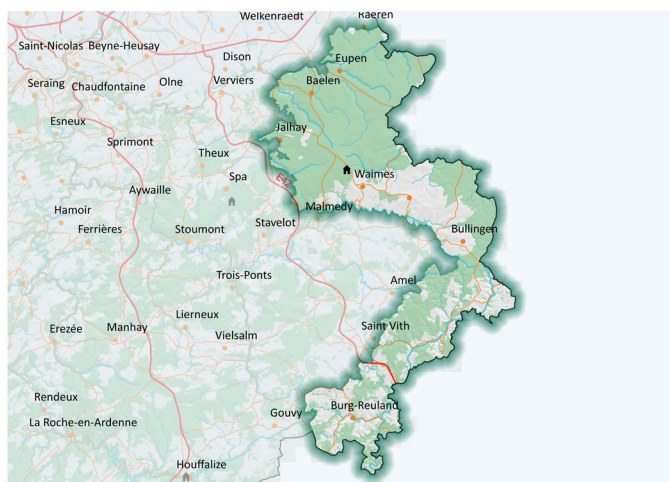 Welkenraedt
Raeren
Saint-Nicolas
Beyne-Heusay
Dison
Eupen
Seraing
Chaudfontaine
Olne
Verviers
Baelen
Esneux
Sprimont
Jalhay
Theux
Spa
E42
Waimes
Aywaille
Hamoir
Ferrières
Stoumont
Stavelot
Malmedy
Bullingen
Trois-Ponts
Amel
Lierneux
Erezée
Manhay
Vielsalm
Saint Vith
Rendeux
La Roche-en-Ardenne
Gouvy
Burg-Reuland
Houffalize